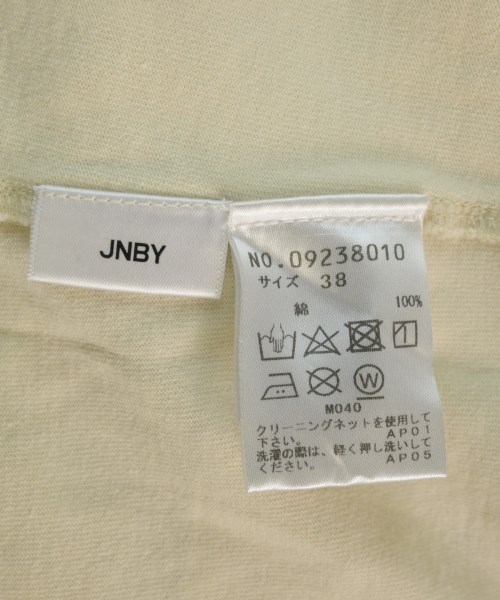 JNBY
NO.09238010
サイズ 38
綿 100%
W
M040
クリーニングネットを使用して
下さい。 AP01
洗濯の際は、軽く押し洗いして
ください。 AP05